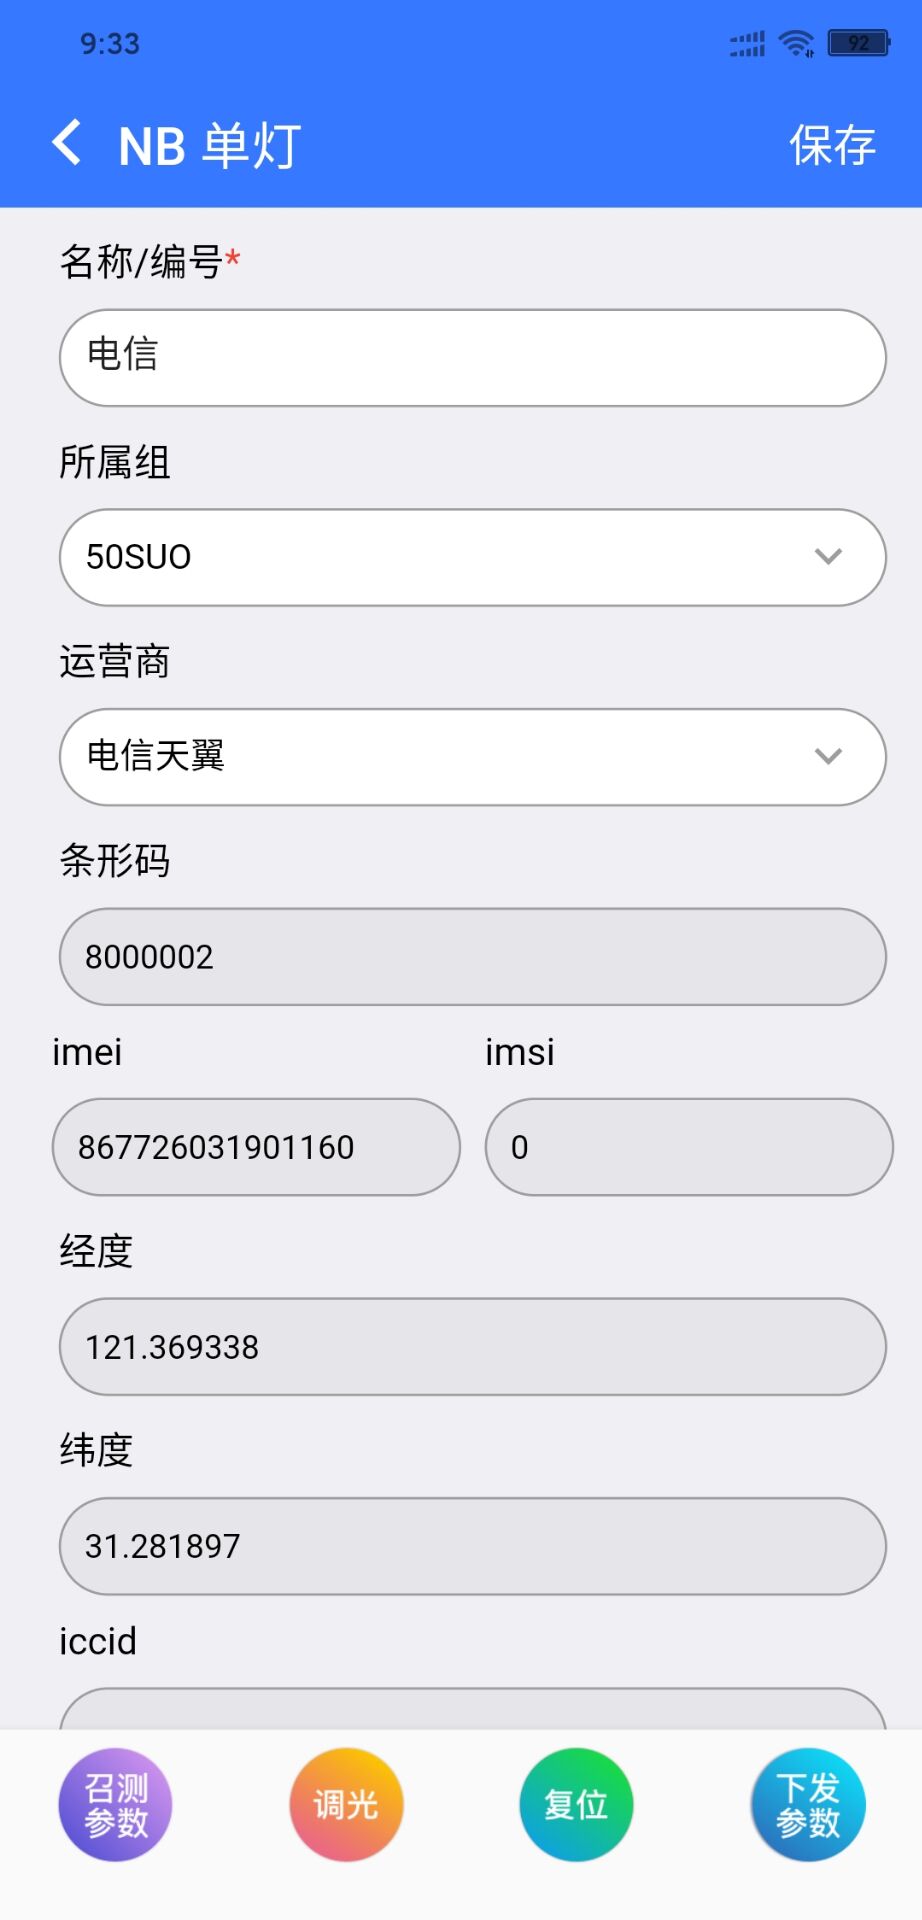 9:33
92
NB 单灯
保存
名称/编号*
电信
所属组
50SUO
运营商
电信天翼
条形码
8000002
imei
imsi
867726031901160
0
经度
121.369338
纬度
31.281897
iccid
召测
参数
调光
复位
下发
参数